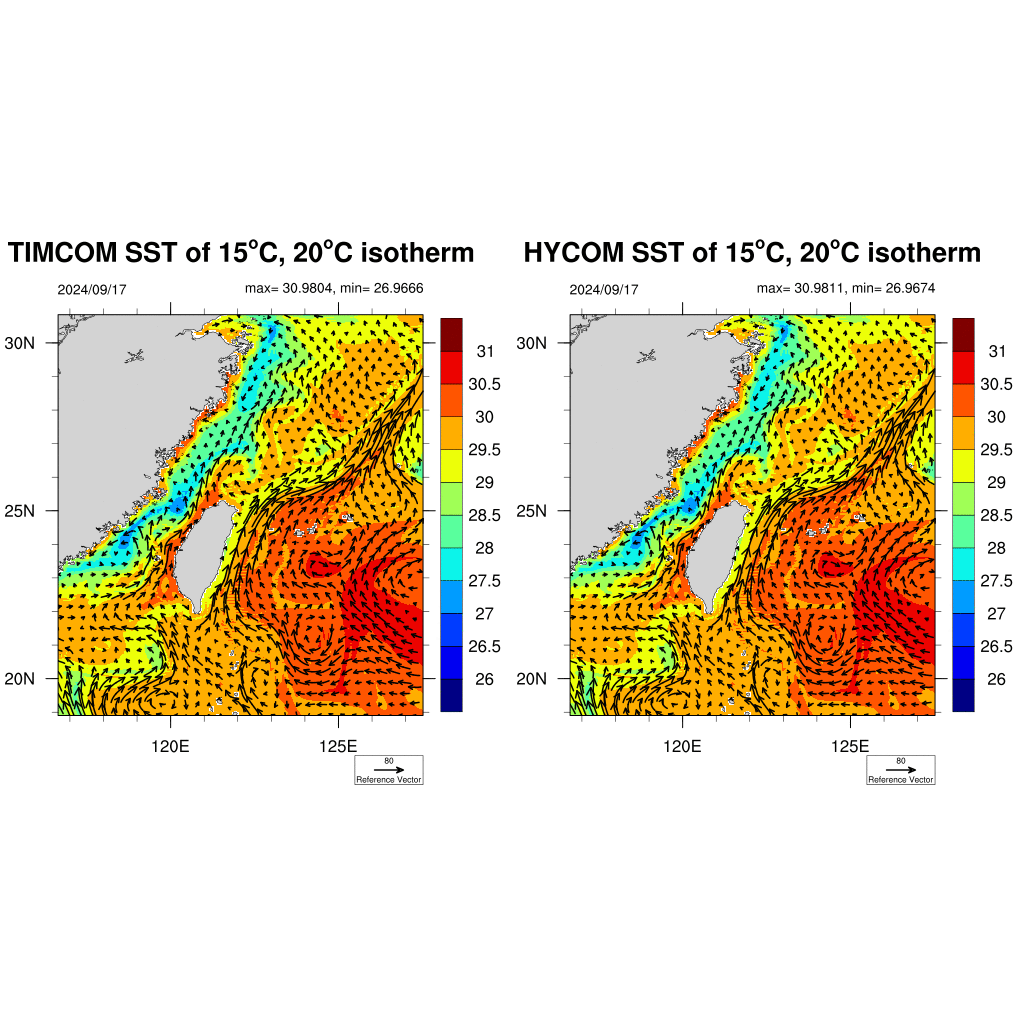 TIMCOM SST of 15°C, 20°C isotherm
2024/09/17
max= 30.9804, min= 26.9666
30N
25N
20N
120E
125E
31
30.5
30
29.5
29
28.5
28
27.5
27
26.5
26
80
Reference Vector
HYCOM SST of 15°C, 20°C isotherm
2024/09/17
max= 30.9811, min= 26.9674
30N
25N
20N
120E
125E
31
30.5
30
29.5
29
28.5
28
27.5
27
26.5
26
80
Reference Vector